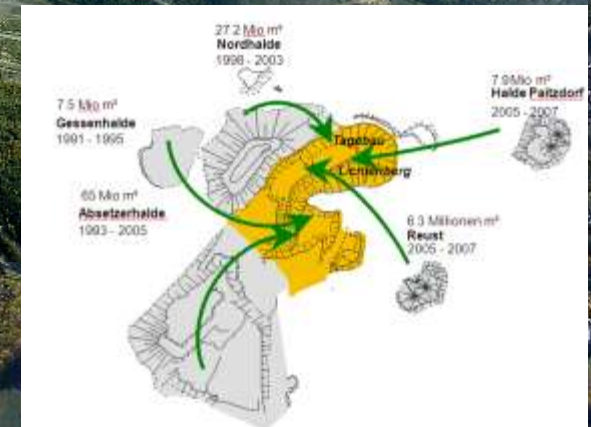 27.2 Mio m³
Nordhalde
1998 - 2003
7.5 Mio m³
Gessenhalde
1991 - 1995
7.9Mio m³
Halde Paitzdorf
2005 - 2007
Tagebau
Lichtenberg
65 Mio m³
Absetzerhalde
1993 - 2005
6.3 Millionen m³
Reust
2005 - 2007